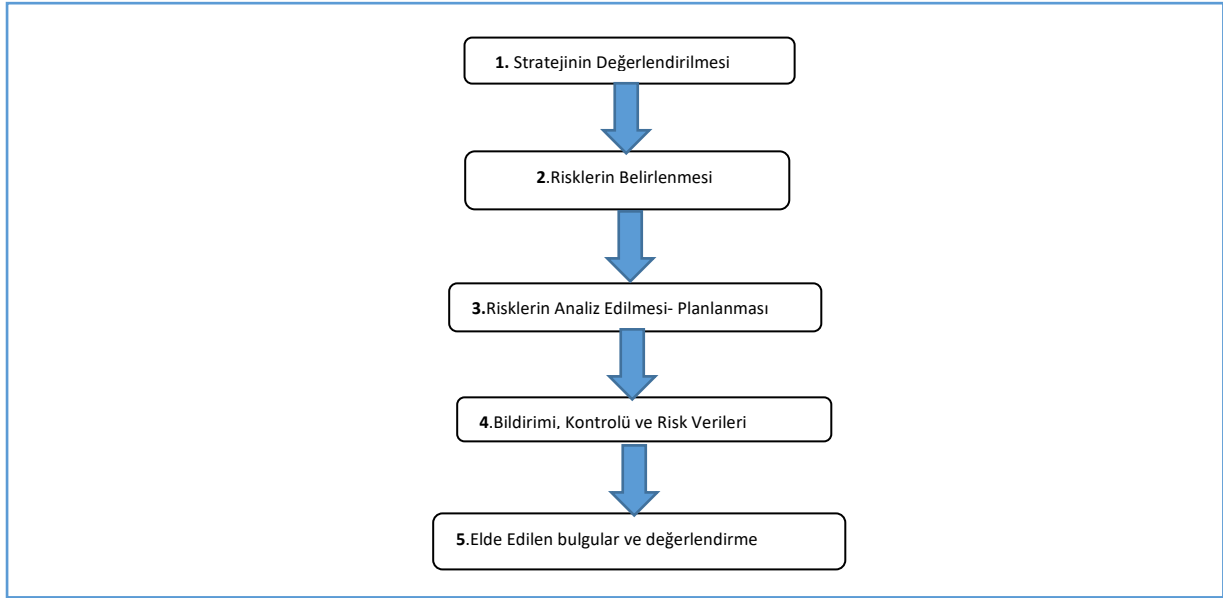 1. Stratejinin Değerlendirilmesi
2.Risklerin Belirlenmesi
3.Risklerin Analiz Edilmesi- Planlanması
4.Bildirimi, Kontrolü ve Risk Verileri
5.Elde Edilen bulgular ve değerlendirme